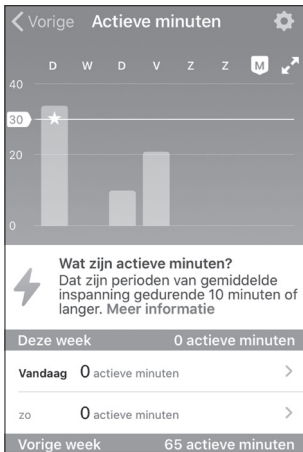 Vorige Actieve minuten
D W D V Z Z M
40
30
20
0
Wat zijn actieve minuten?
Dat zijn perioden van gemiddelde
inspanning gedurende 10 minuten of
langer. Meer informatie
Deze week 0 actieve minuten
Vandaag 0 actieve minuten
zo 0 actieve minuten
Vorige week 65 actieve minuten